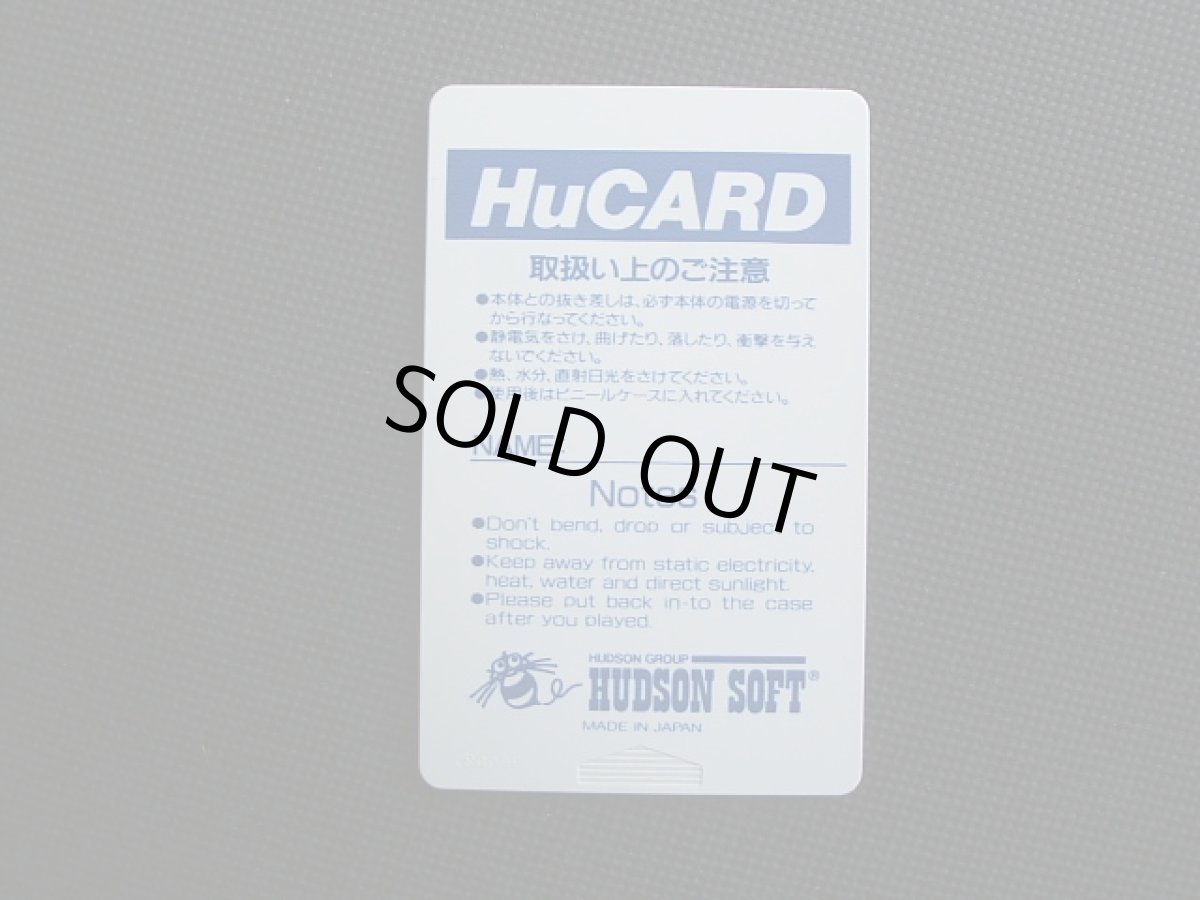 HuCARD
取扱い上のご注意
●本体との抜き差しは、必ず本体の電源を切って
から行なってください。
●静電気をさけ、曲げたり、落したり、衝撃を与え
ないでください。
●熱、水分、直射日光をさけてください。
●使用後はビニールケースに入れてください。
SOLD OUT
NAME:
Notes
●Don't bend, drop or subject to
shock.
●Keep away from static electricity,
heat, water and direct sunlight.
●Please put back in-to the case
after you played.
HUDSON GROUP
HUDSON SOFT®
MADE IN JAPAN